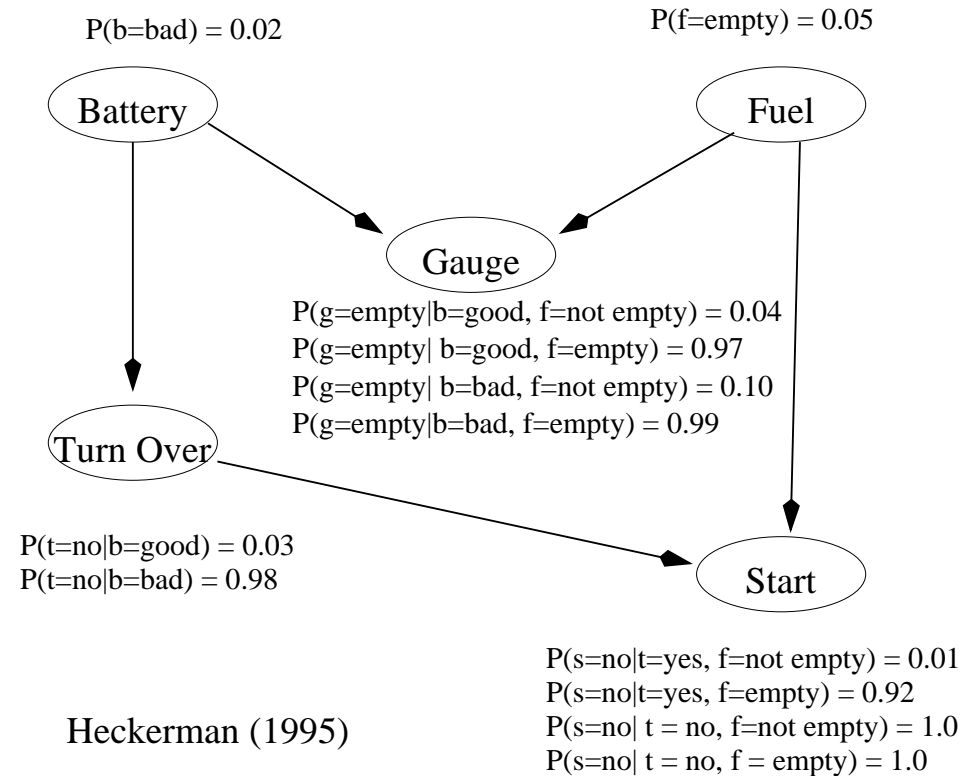 P(b=bad) = 0.02
P(f=empty) = 0.05
Battery
Fuel
Gauge
P(g=empty|b=good, f=not empty) = 0.04
P(g=empty| b=good, f=empty) = 0.97
P(g=empty| b=bad, f=not empty) = 0.10
P(g=empty|b=bad, f=empty) = 0.99
Turn Over
P(t=no|b=good) = 0.03
P(t=no|b=bad) = 0.98
Start
P(s=no|t=yes, f=not empty) = 0.01
P(s=no|t=yes, f=empty) = 0.92
P(s=no| t = no, f=not empty) = 1.0
P(s=no| t = no, f = empty) = 1.0
Heckerman (1995)